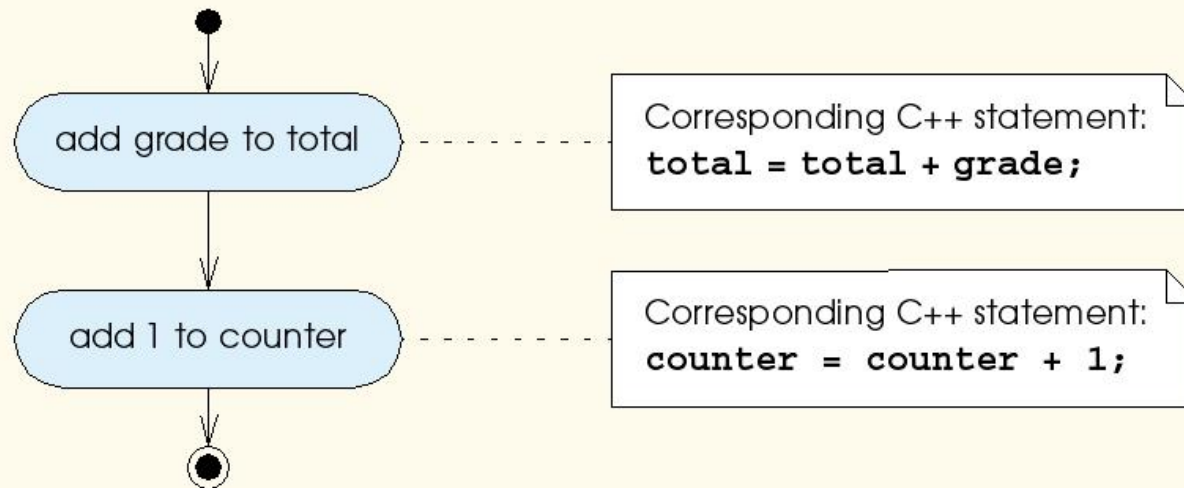 add grade to total
Corresponding C++ statement:
total = total + grade;
add 1 to counter
Corresponding C++ statement:
counter = counter + 1;